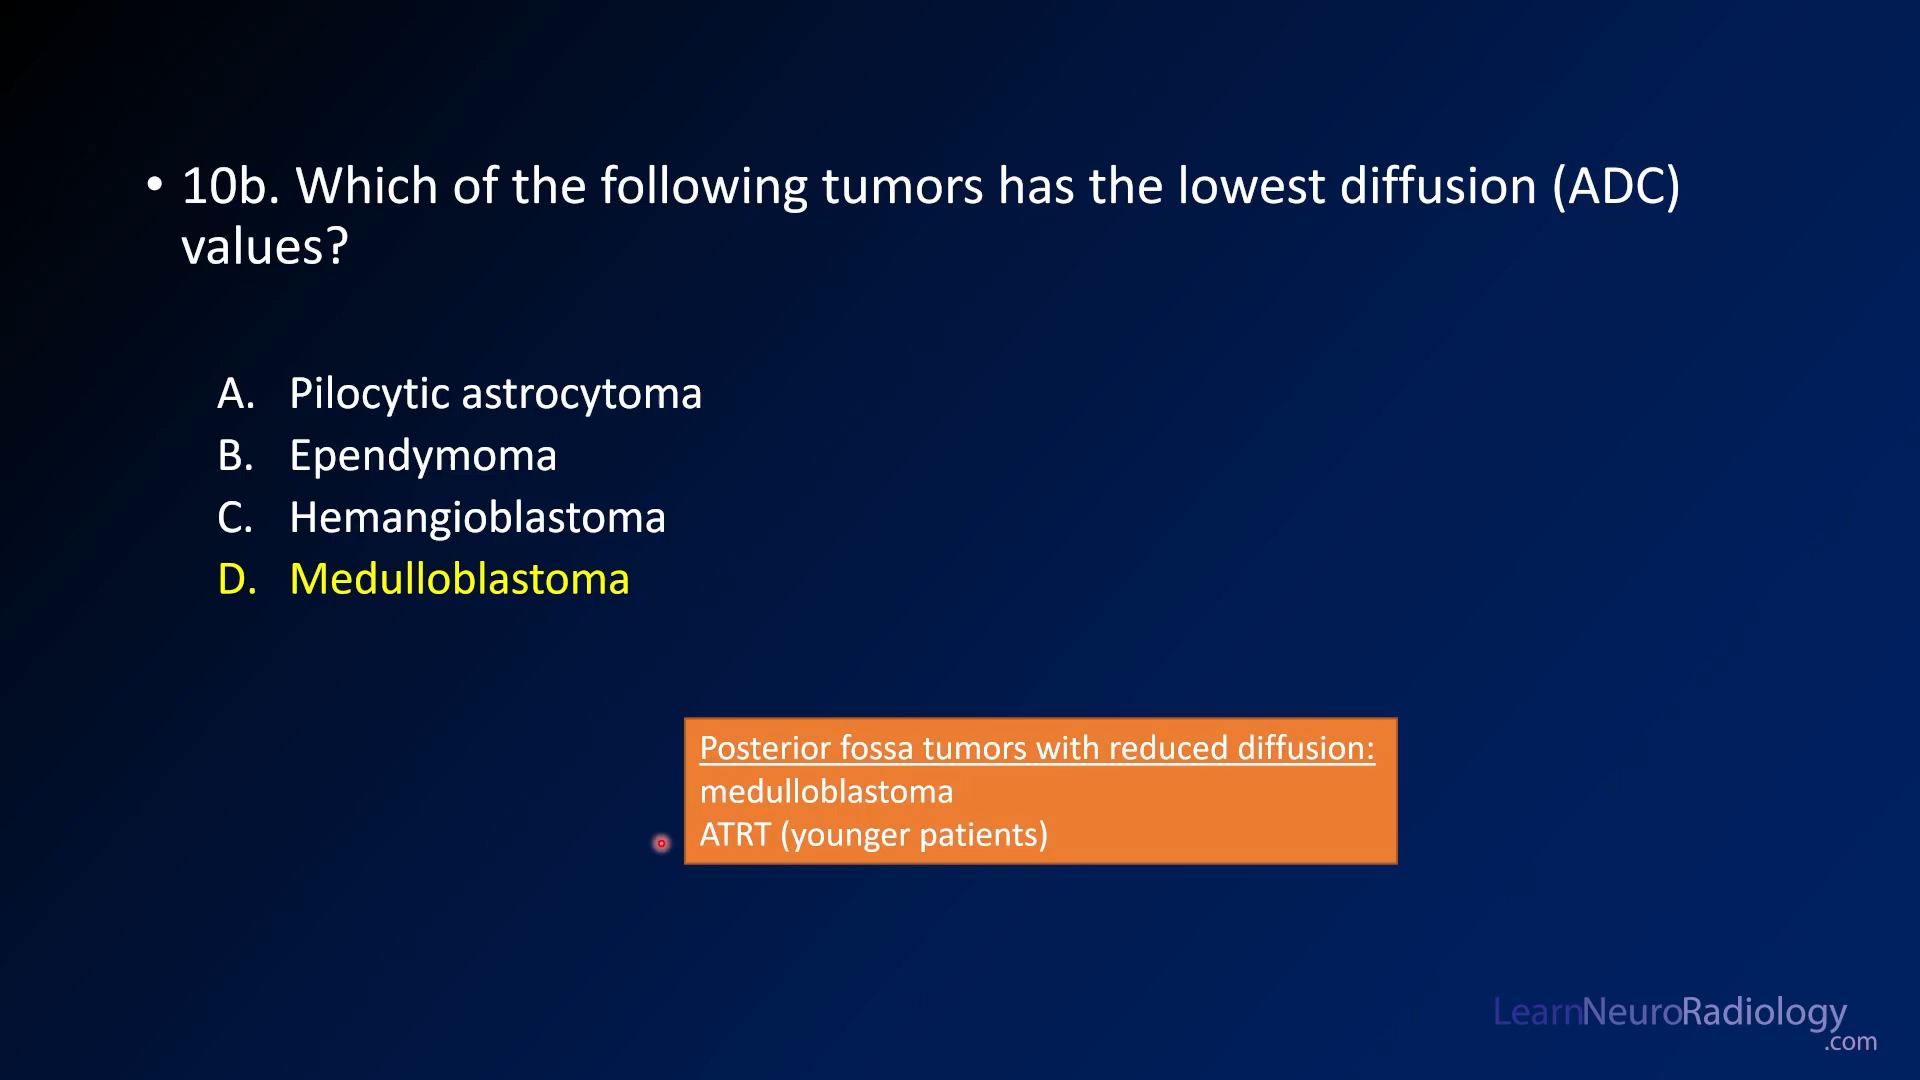 • 10b. Which of the following tumors has the lowest diffusion (ADC)
values?
A. Pilocytic astrocytoma
B. Ependymoma
C. Hemangioblastoma
D. Medulloblastoma
Posterior fossa tumors with reduced diffusion:
medulloblastoma
ATRT (younger patients)
LearnNeuroRadiology
.com